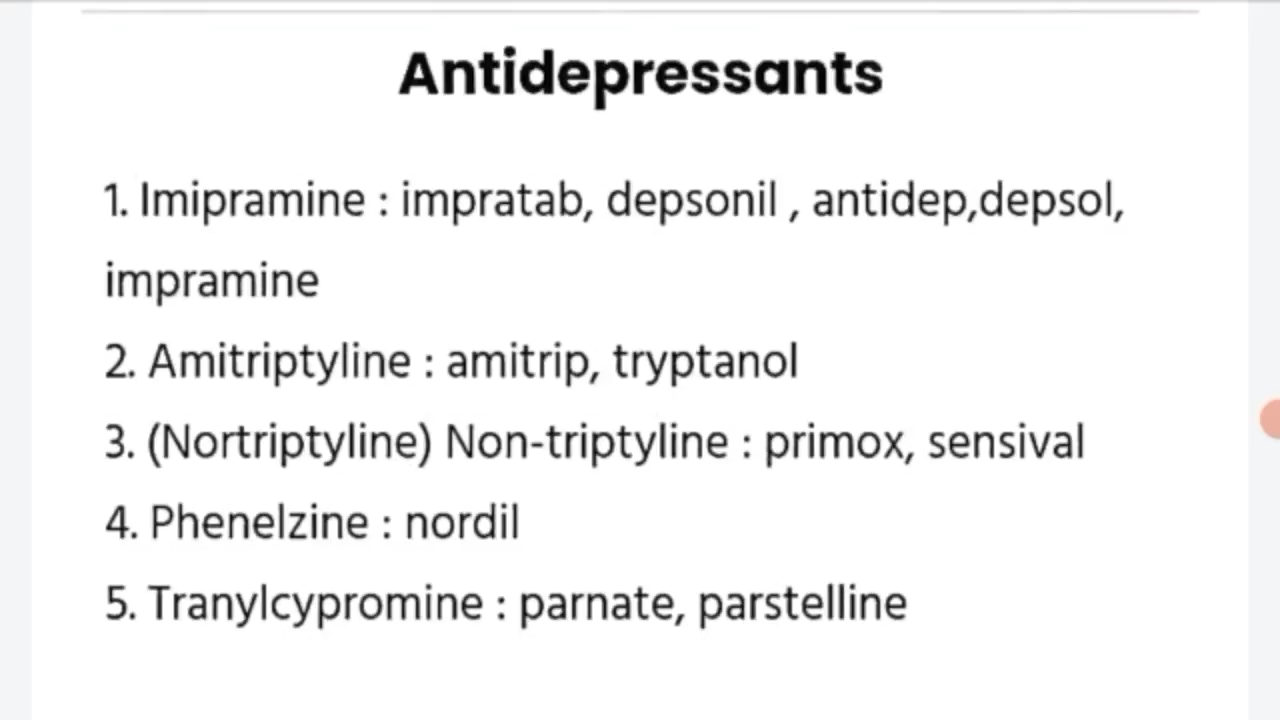 Antidepressants
1. Imipramine : impratab, depsonil , antidep,depsol,
impramine
2. Amitriptyline : amitrip, tryptanol
3. (Nortriptyline) Non-triptyline : primox, sensival
4. Phenelzine : nordil
5. Tranylcypromine : parnate, parstelline